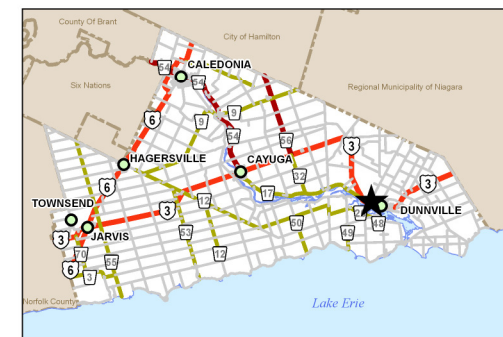 County Of Brant
City of Hamilton
54
CALEDONIA
54
Six Nations
Regional Municipality of Niagara
6
9
9
54
56
3
HAGERSVILLE
CAYUGA
3
6
32
17
TOWNSEND
12
3
DUNNVILLE
3
JARVIS
53
50
49
48
70
55
12
6
3
Norfolk County
Lake Erie